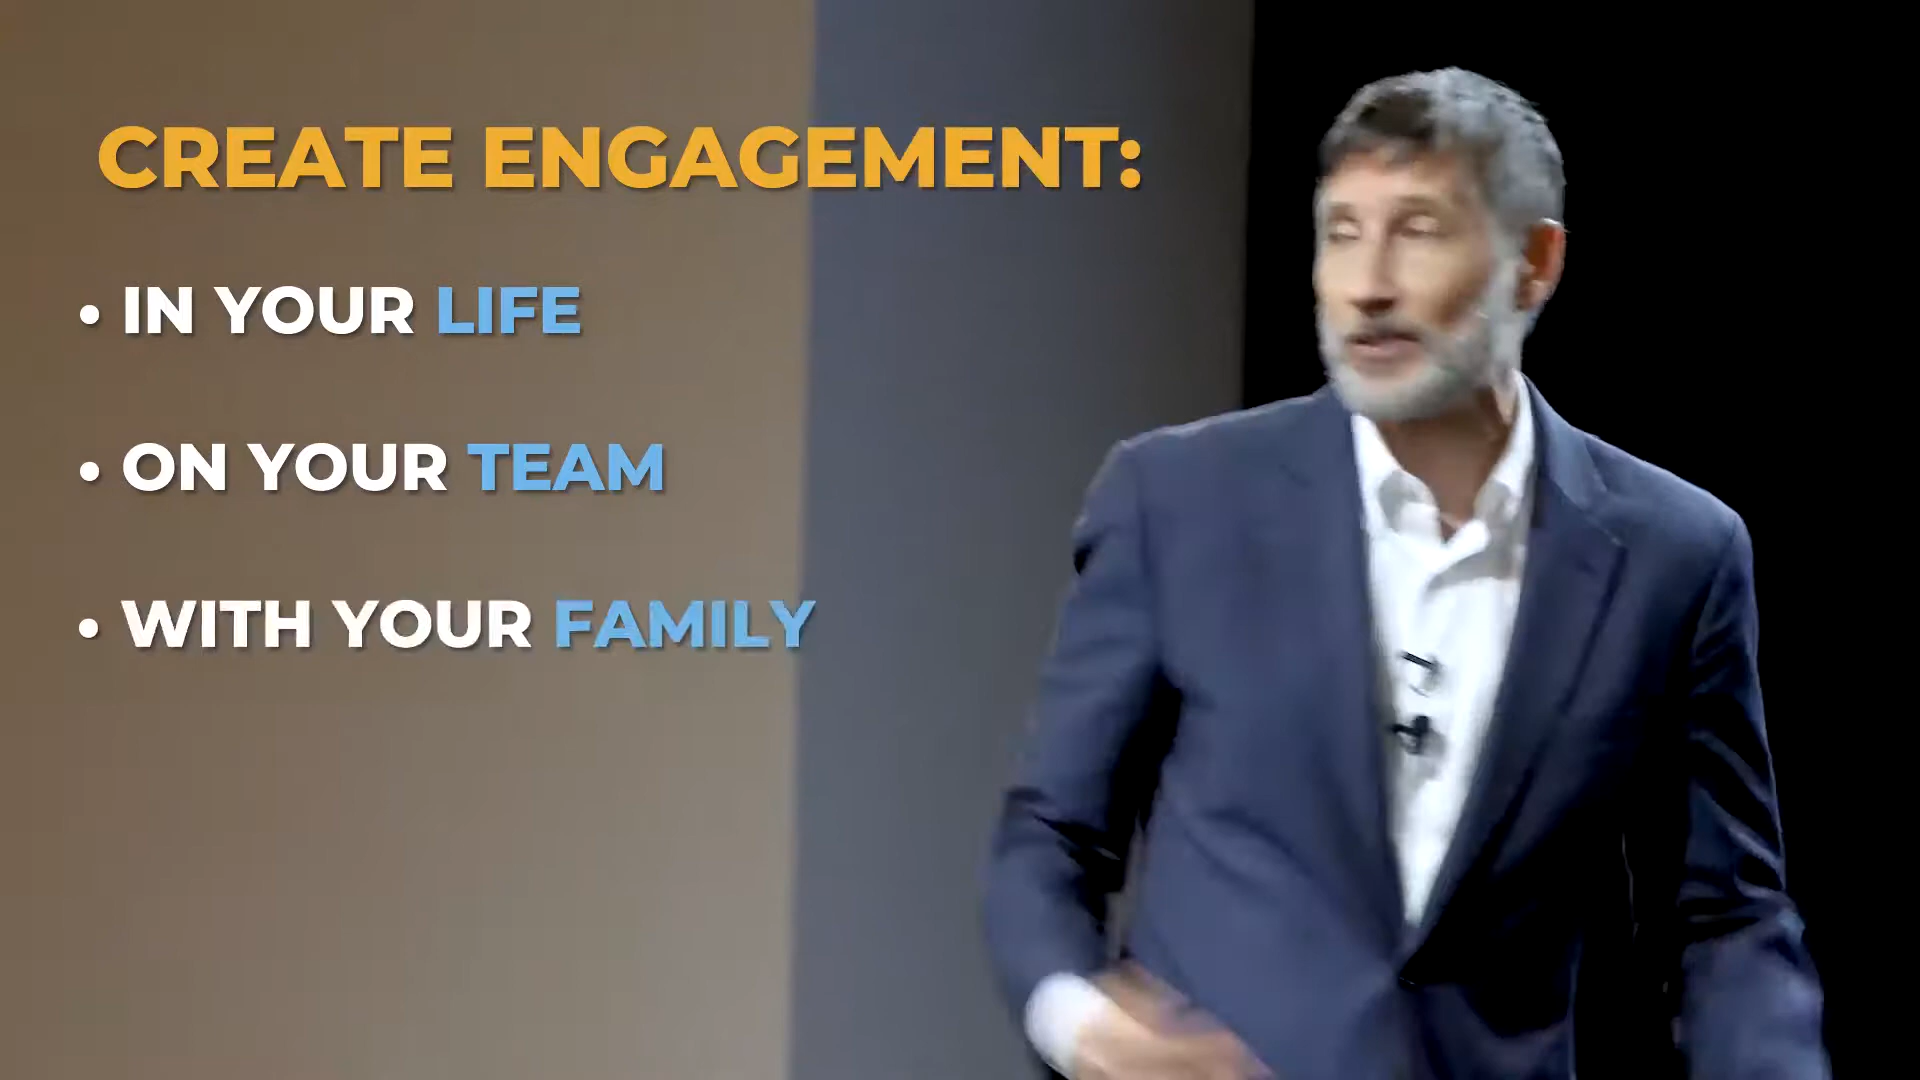 CREATE ENGAGEMENT:
• IN YOUR LIFE
• ON YOUR TEAM
• WITH YOUR FAMILY